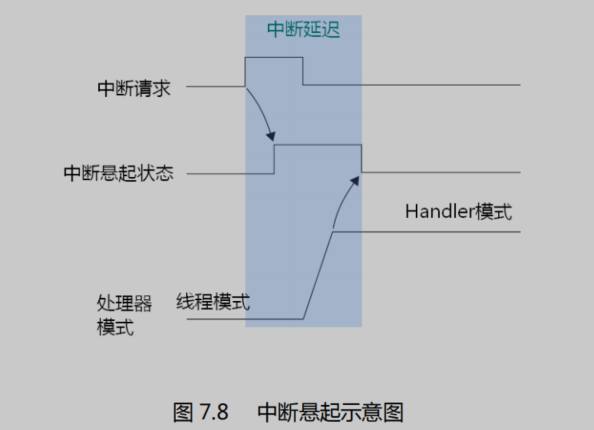 中断延迟
中断请求
中断悬起状态
Handler模式
处理器
模式
线程模式
图 7.8 中断悬起示意图